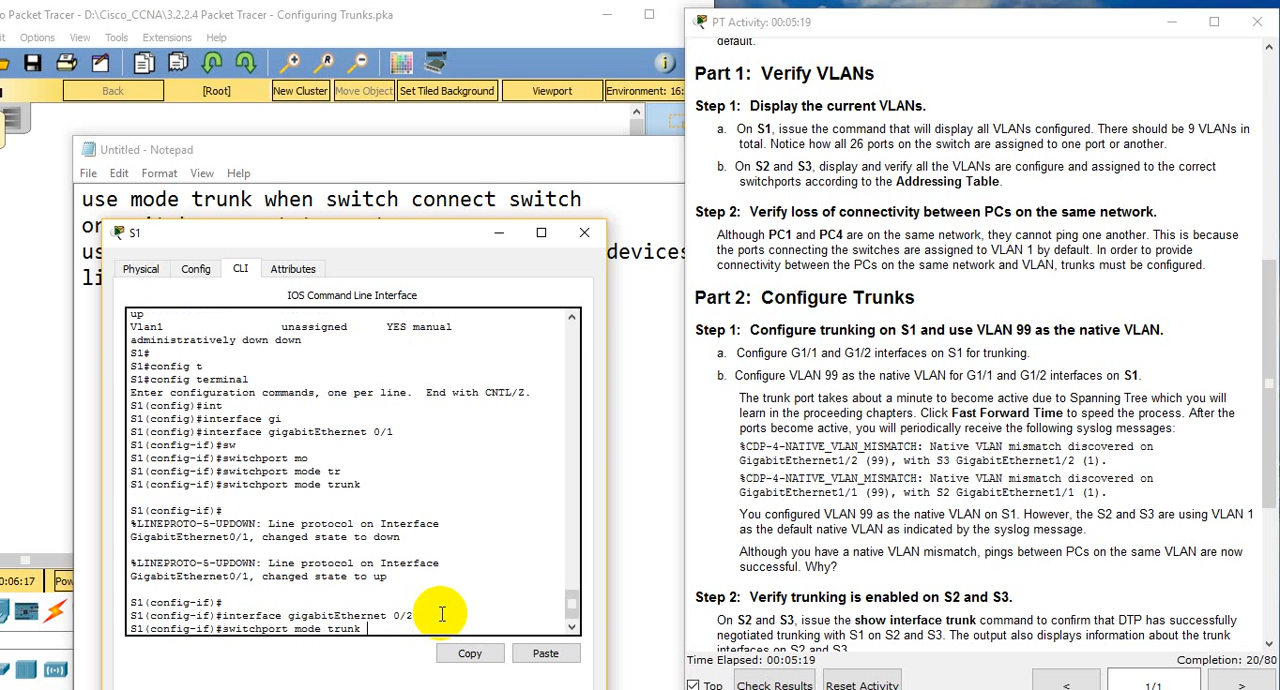 o Packet Tracer - D:\Cisco_CCNA\3.2.2.4 Packet Tracer - Configuring Trunks.pka
it Options View Tools Extensions Help
Back [Root] New Cluster Move Object Set Tiled Background Viewport Environment: 16:
Untitled - Notepad
File Edit Format View Help
use mode trunk when switch connect switch
us devices
li
S1
Physical Config CLI Attributes
IOS Command Line Interface
up
Vlan1 unassigned YES manual
administratively down down
S1#
S1#config t
S1#config terminal
Enter configuration commands, one per line. End with CNTL/Z.
S1(config)#int
S1(config)#interface gi
S1(config)#interface gigabitEthernet 0/1
S1(config-if)#sw
S1(config-if)#switchport mo
S1(config-if)#switchport mode tr
S1(config-if)#switchport mode trunk
S1(config-if)#
%LINEPROTO-5-UPDOWN: Line protocol on Interface
GigabitEthernet0/1, changed state to down
%LINEPROTO-5-UPDOWN: Line protocol on Interface
GigabitEthernet0/1, changed state to up
S1(config-if)#
S1(config-if)#interface gigabitEthernet 0/2
S1(config-if)#switchport mode trunk
Copy Paste
0:06:17 Pow
PT Activity: 00:05:19
default.
Part 1: Verify VLANs
Step 1: Display the current VLANs.
a. On S1, issue the command that will display all VLANs configured. There should be 9 VLANs in
total. Notice how all 26 ports on the switch are assigned to one port or another.
b. On S2 and S3, display and verify all the VLANs are configure and assigned to the correct
switchports according to the Addressing Table.
Step 2: Verify loss of connectivity between PCs on the same network.
Although PC1 and PC4 are on the same network, they cannot ping one another. This is because
the ports connecting the switches are assigned to VLAN 1 by default. In order to provide
connectivity between the PCs on the same network and VLAN, trunks must be configured.
Part 2: Configure Trunks
Step 1: Configure trunking on S1 and use VLAN 99 as the native VLAN.
a. Configure G1/1 and G1/2 interfaces on S1 for trunking.
b. Configure VLAN 99 as the native VLAN for G1/1 and G1/2 interfaces on S1.
The trunk port takes about a minute to become active due to Spanning Tree which you will
learn in the proceeding chapters. Click Fast Forward Time to speed the process. After the
ports become active, you will periodically receive the following syslog messages:
%CDP-4-NATIVE_VLAN_MISMATCH: Native VLAN mismatch discovered on
GigabitEthernet1/2 (99), with S3 GigabitEthernet1/2 (1).
%CDP-4-NATIVE_VLAN_MISMATCH: Native VLAN mismatch discovered on
GigabitEthernet1/1 (99), with S2 GigabitEthernet1/1 (1).
You configured VLAN 99 as the native VLAN on S1. However, the S2 and S3 are using VLAN 1
as the default native VLAN as indicated by the syslog message.
Although you have a native VLAN mismatch, pings between PCs on the same VLAN are now
successful. Why?
Step 2: Verify trunking is enabled on S2 and S3.
On S2 and S3, issue the show interface trunk command to confirm that DTP has successfully
negotiated trunking with S1 on S2 and S3. The output also displays information about the trunk
interfaces on S2 and S3.
Time Elapsed: 00:05:19 Completion: 20/80
Top Check Results Reset Activity < 1/1 >